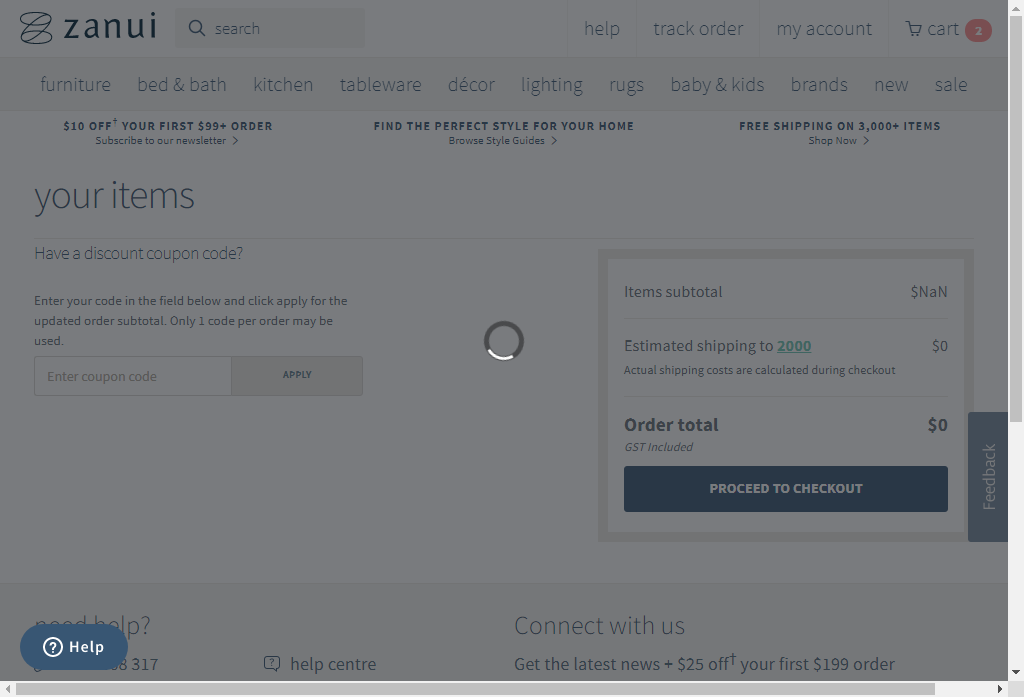 zanui
search
help
track order
my account
cart
2
furniture
bed & bath
kitchen
tableware
décor
lighting
rugs
baby & kids
brands
new
sale
$10 OFF† YOUR FIRST $99+ ORDER
Subscribe to our newsletter
FIND THE PERFECT STYLE FOR YOUR HOME
Browse Style Guides
FREE SHIPPING ON 3,000+ ITEMS
Shop Now
your items
Have a discount coupon code?
Enter your code in the field below and click apply for the
updated order subtotal. Only 1 code per order may be
used.
Enter coupon code
APPLY
Items subtotal $NaN
Estimated shipping to 2000 $0
Actual shipping costs are calculated during checkout
Order total $0
GST Included
PROCEED TO CHECKOUT
Feedback
need help?
Help
8 317
help centre
Connect with us
Get the latest news + $25 off† your first $199 order